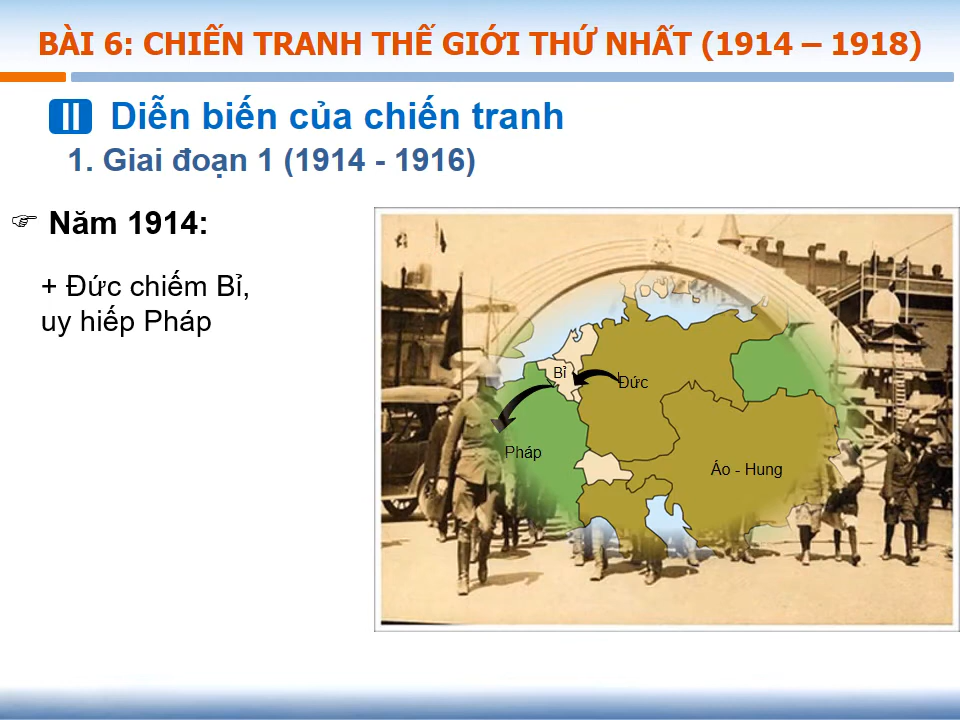 BÀI 6: CHIẾN TRANH THẾ GIỚI THỨ NHẤT (1914 – 1918)
II Diễn biến của chiến tranh
1. Giai đoạn 1 (1914 - 1916)
☞ Năm 1914:
+ Đức chiếm Bỉ,
uy hiếp Pháp
Bỉ
Đức
Pháp
Áo - Hung